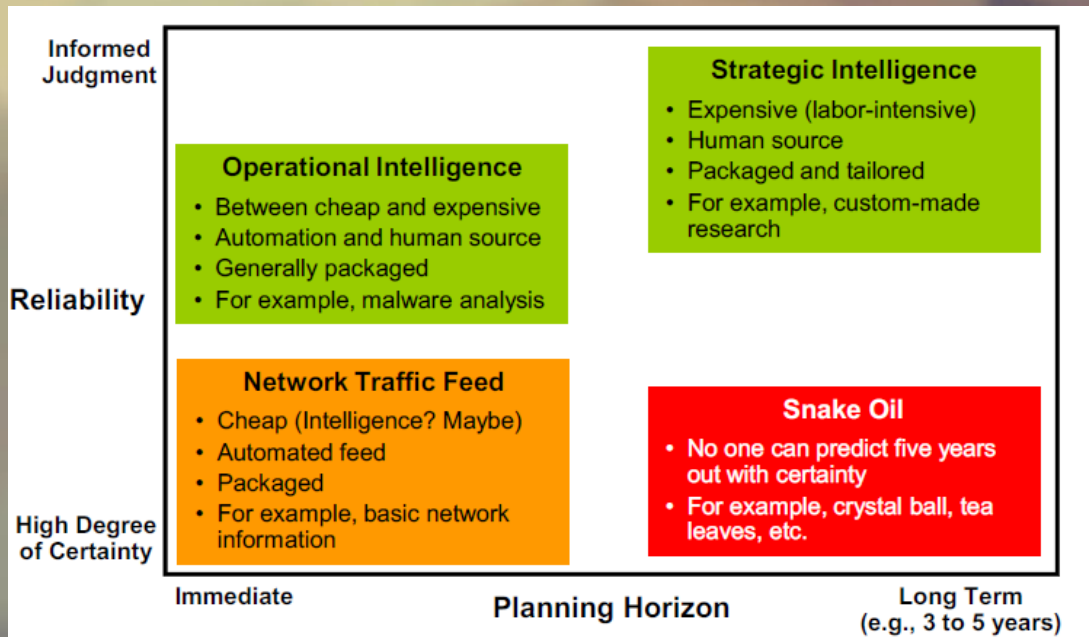 Informed
Judgment
Strategic Intelligence
• Expensive (labor-intensive)
• Human source
• Packaged and tailored
• For example, custom-made
research
Operational Intelligence
• Between cheap and expensive
• Automation and human source
• Generally packaged
• For example, malware analysis
Reliability
Network Traffic Feed
• Cheap (Intelligence? Maybe)
• Automated feed
• Packaged
• For example, basic network
information
Snake Oil
• No one can predict five years
out with certainty
• For example, crystal ball, tea
leaves, etc.
High Degree
of Certainty
Immediate
Planning Horizon
Long Term
(e.g., 3 to 5 years)